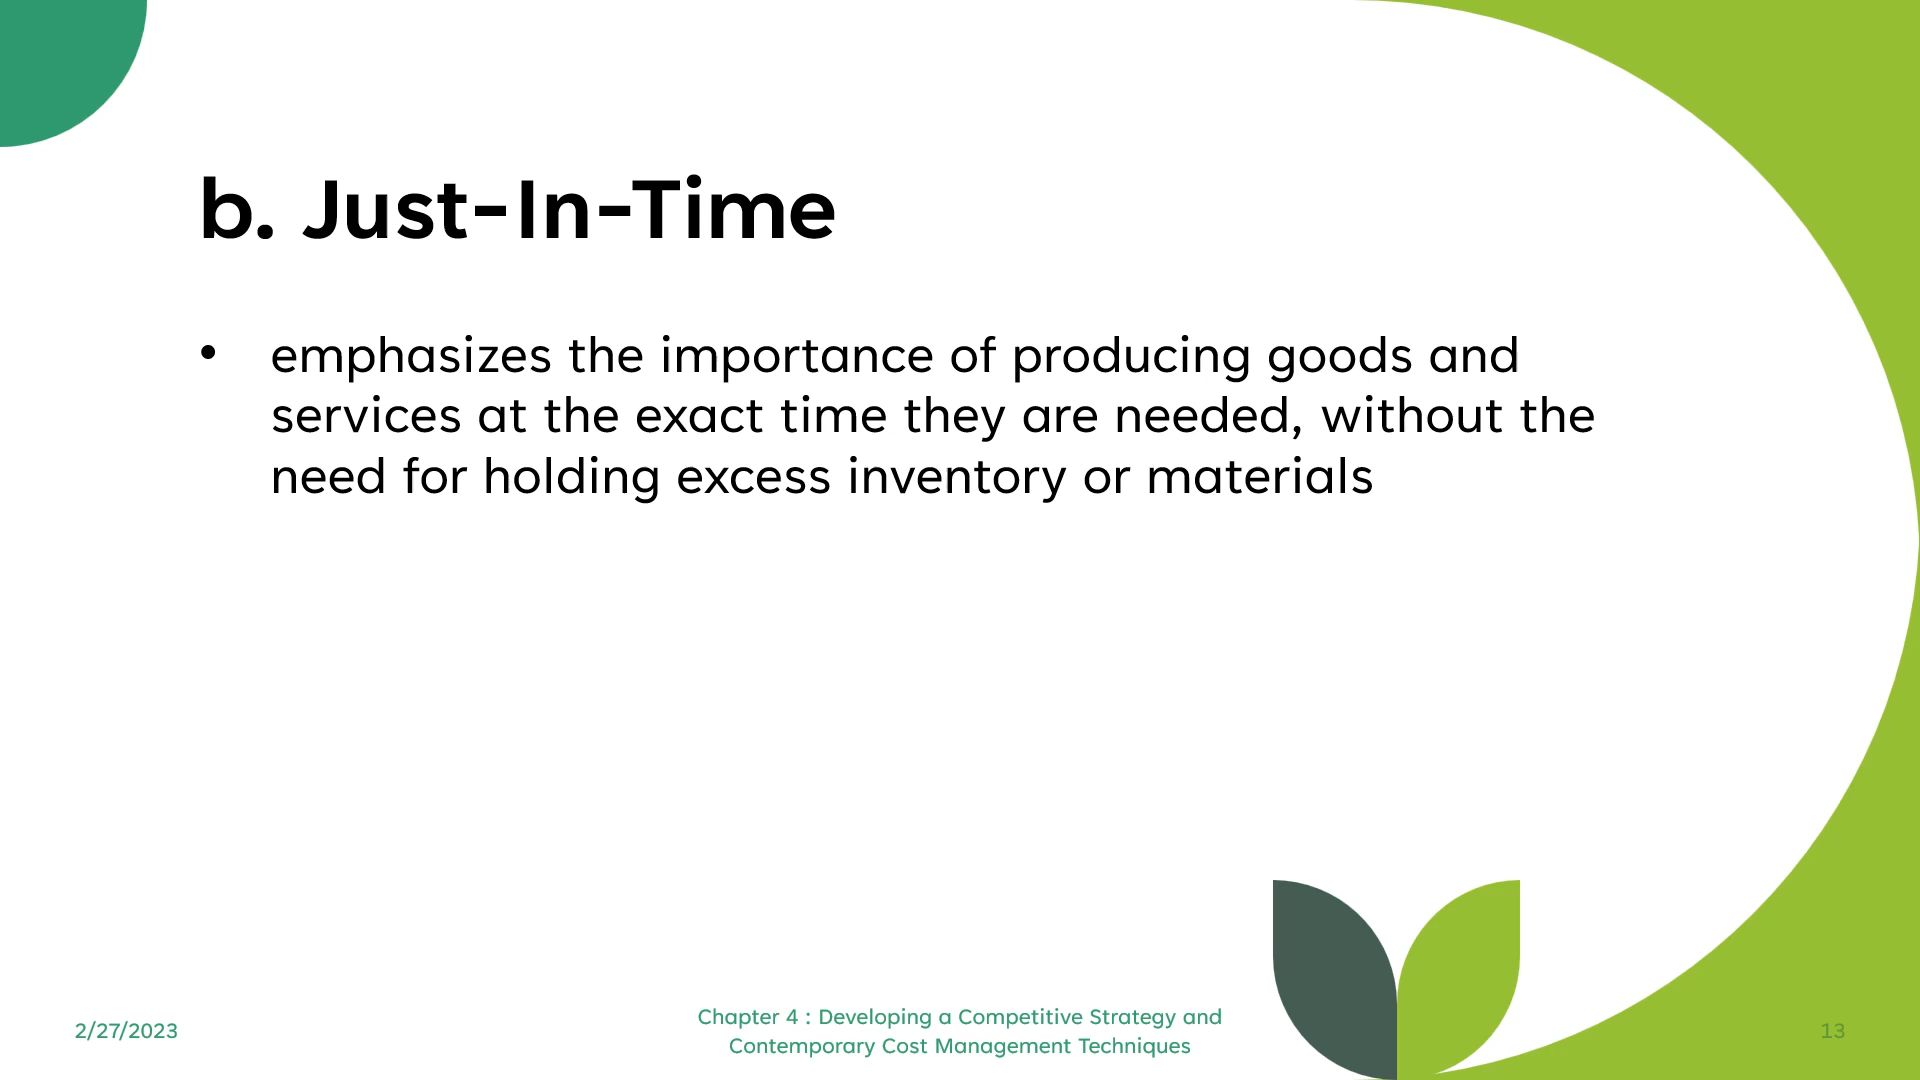 b. Just-In-Time
• emphasizes the importance of producing goods and
services at the exact time they are needed, without the
need for holding excess inventory or materials
2/27/2023
Chapter 4 : Developing a Competitive Strategy and
Contemporary Cost Management Techniques
13